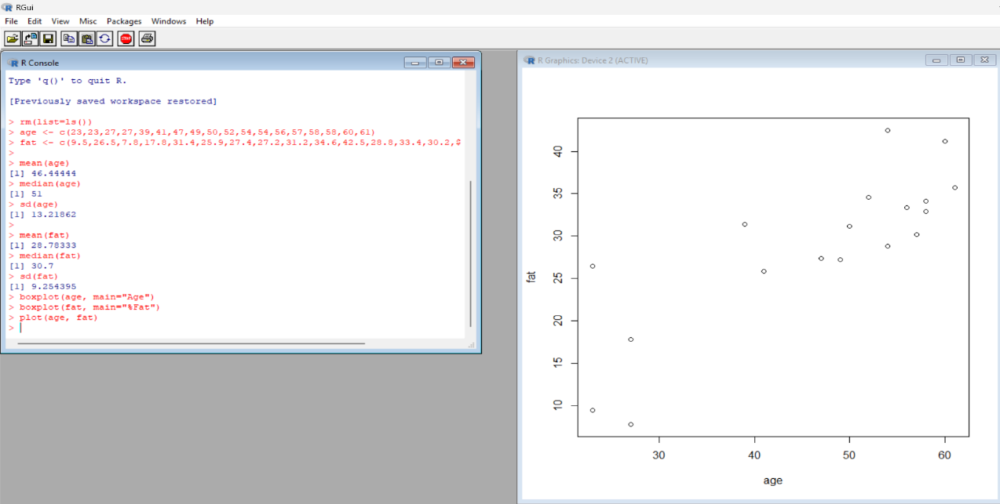 RGui
File Edit View Misc Packages Windows Help
STOP
R Console
Type 'q()' to quit R.
[Previously saved workspace restored]
> rm(list=ls())
> age <- c(23,23,27,27,39,41,47,49,50,52,54,54,56,57,58,58,60,61)
> fat <- c(9.5,26.5,7.8,17.8,31.4,25.9,27.4,27.2,31.2,34.6,42.5,28.8,33.4,30.2,$
>
> mean(age)
[1] 46.44444
> median(age)
[1] 51
> sd(age)
[1] 13.21862
>
> mean(fat)
[1] 28.78333
> median(fat)
[1] 30.7
> sd(fat)
[1] 9.254395
> boxplot(age, main="Age")
> boxplot(fat, main="%Fat")
> plot(age, fat)
>
R Graphics: Device 2 (ACTIVE)
40
35
30
25
20
15
10
fat
30 40 50 60
age